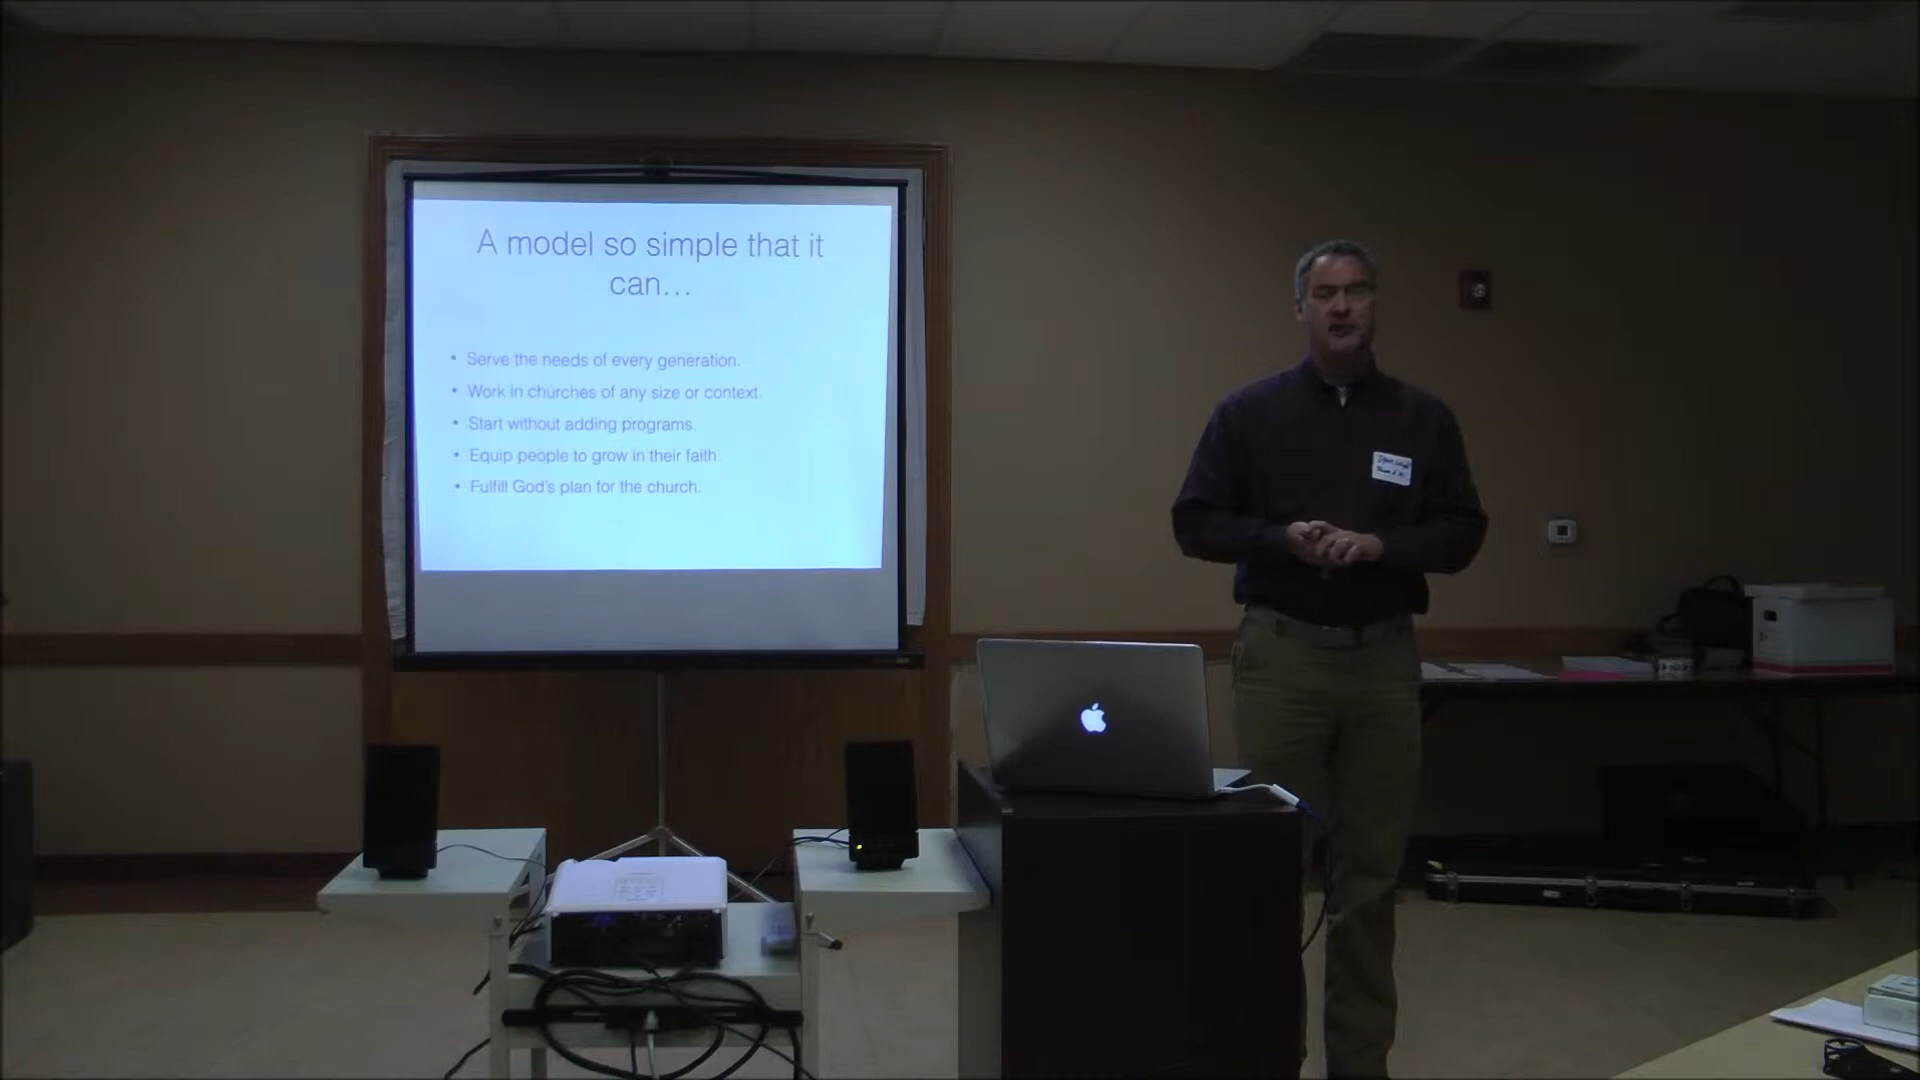 A model so simple that it
can...
• Serve the needs of every generation.
• Work in churches of any size or context.
• Start without adding programs.
• Equip people to grow in their faith.
• Fulfill God's plan for the church.